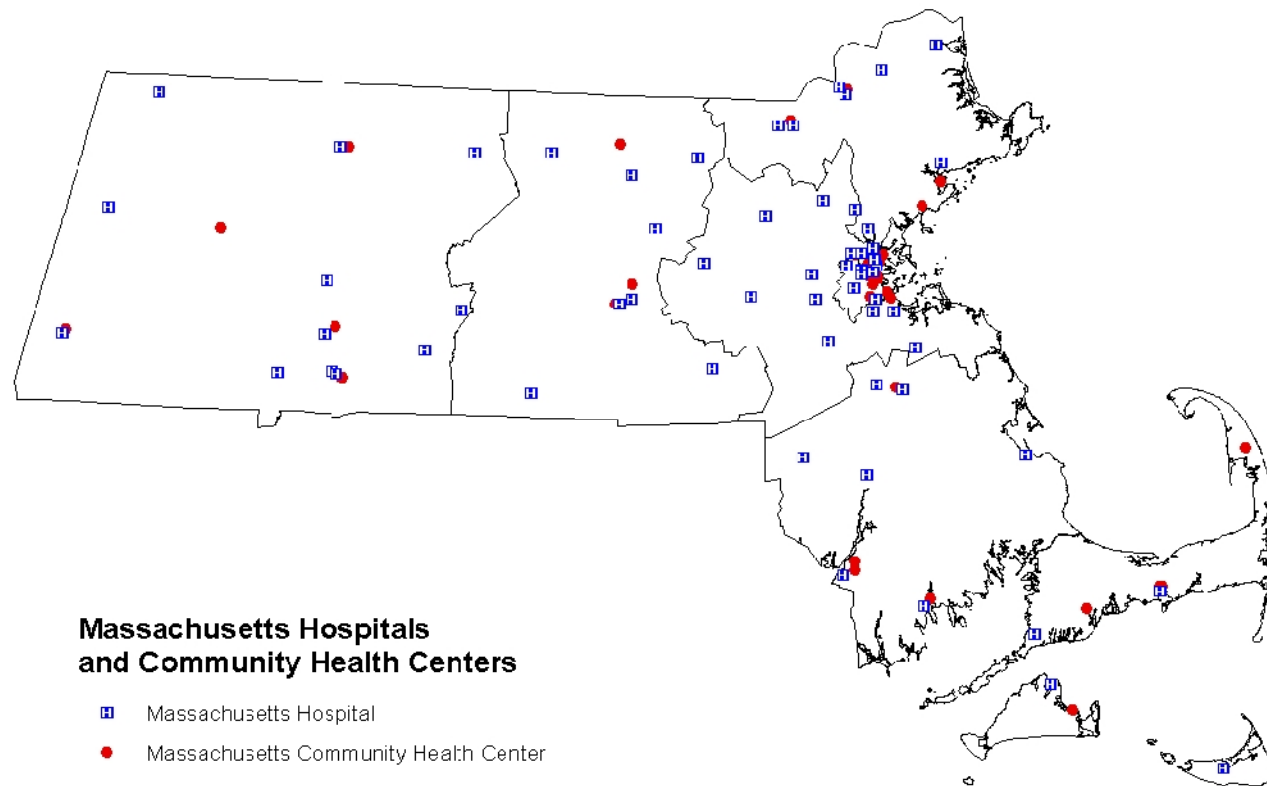 Massachusetts Hospitals
and Community Health Centers
H Massachusetts Hospital
Massachusetts Community Health Center